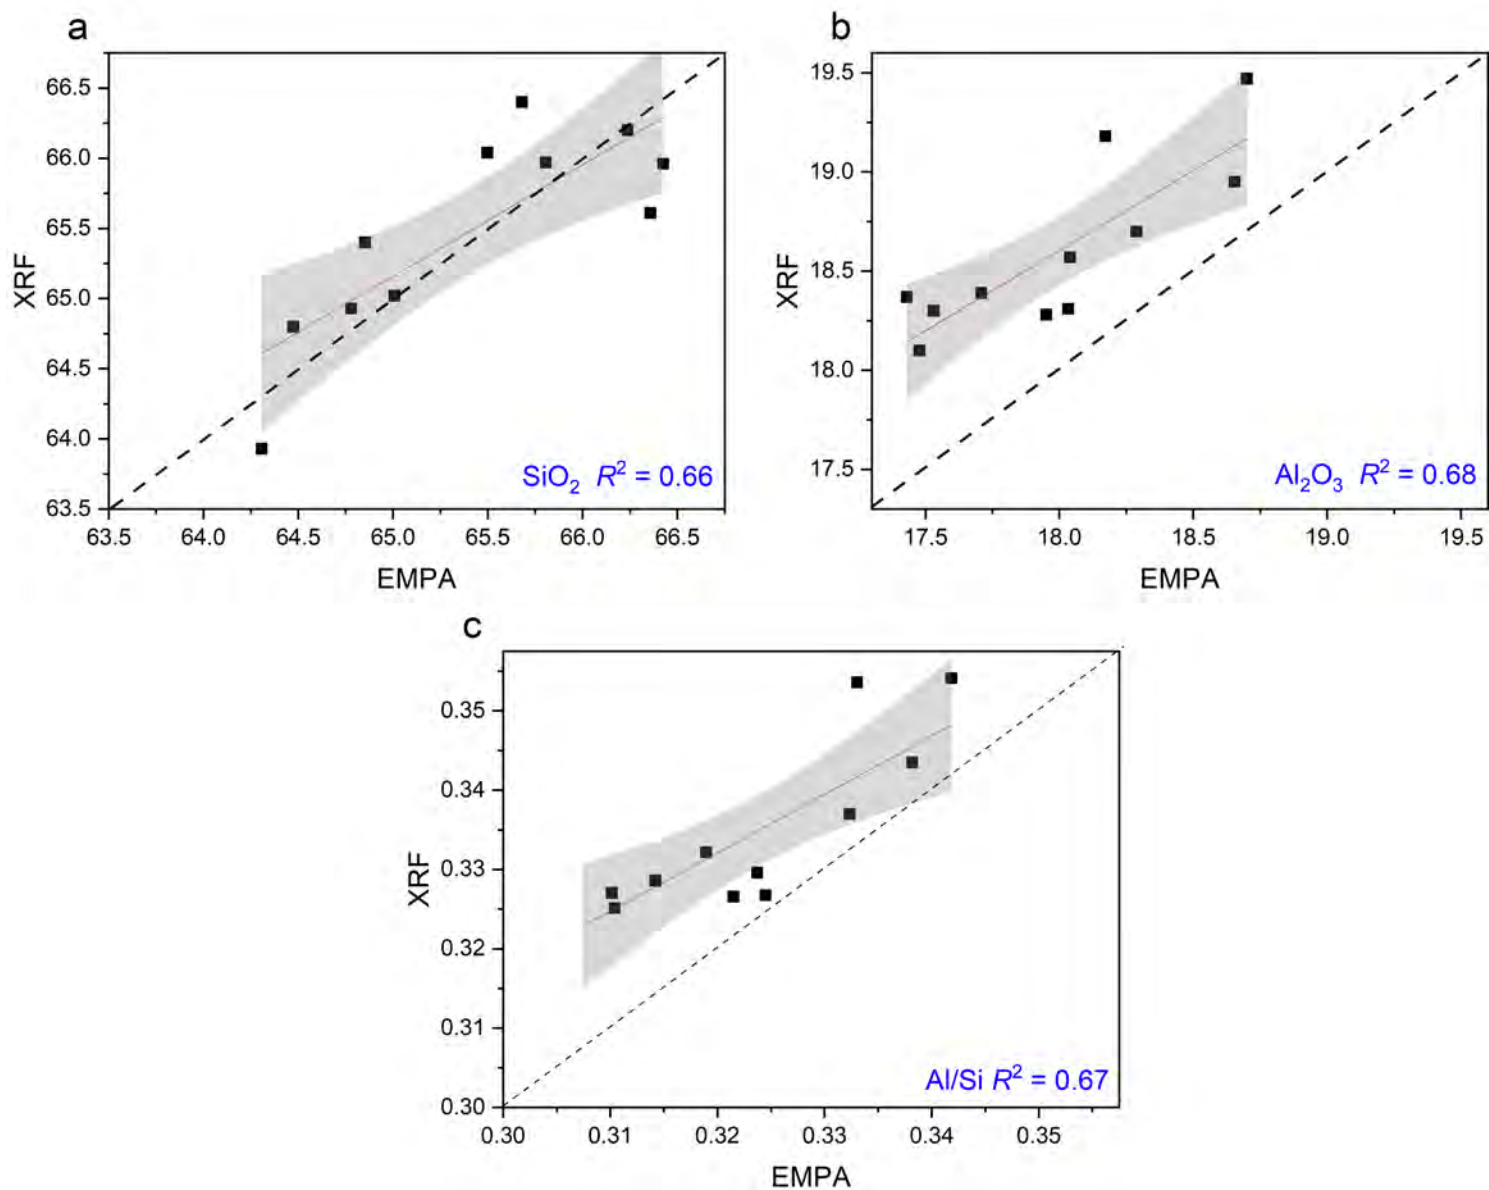 a
66.5
66.0
65.5
65.0
64.5
64.0
63.5
XRF
SiO₂ R² = 0.66
63.5 64.0 64.5 65.0 65.5 66.0 66.5
EMPA
b
19.5
19.0
18.5
18.0
17.5
XRF
Al₂O₃ R² = 0.68
17.5 18.0 18.5 19.0 19.5
EMPA
c
0.35
0.34
0.33
0.32
0.31
0.30
XRF
Al/Si R² = 0.67
0.30 0.31 0.32 0.33 0.34 0.35
EMPA